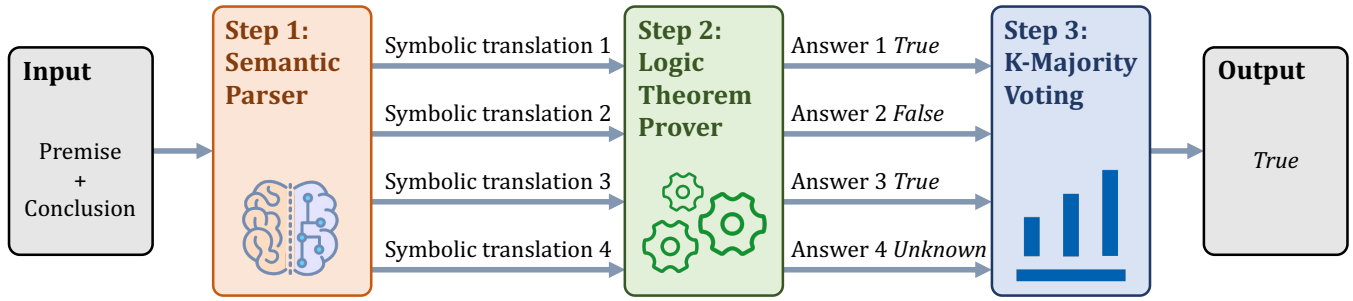 Input
Premise
+
Conclusion
Step 1:
Semantic
Parser
Symbolic translation 1
Symbolic translation 2
Symbolic translation 3
Symbolic translation 4
Step 2:
Logic
Theorem
Prover
Answer 1 True
Answer 2 False
Answer 3 True
Answer 4 Unknown
Step 3:
K-Majority
Voting
Output
True